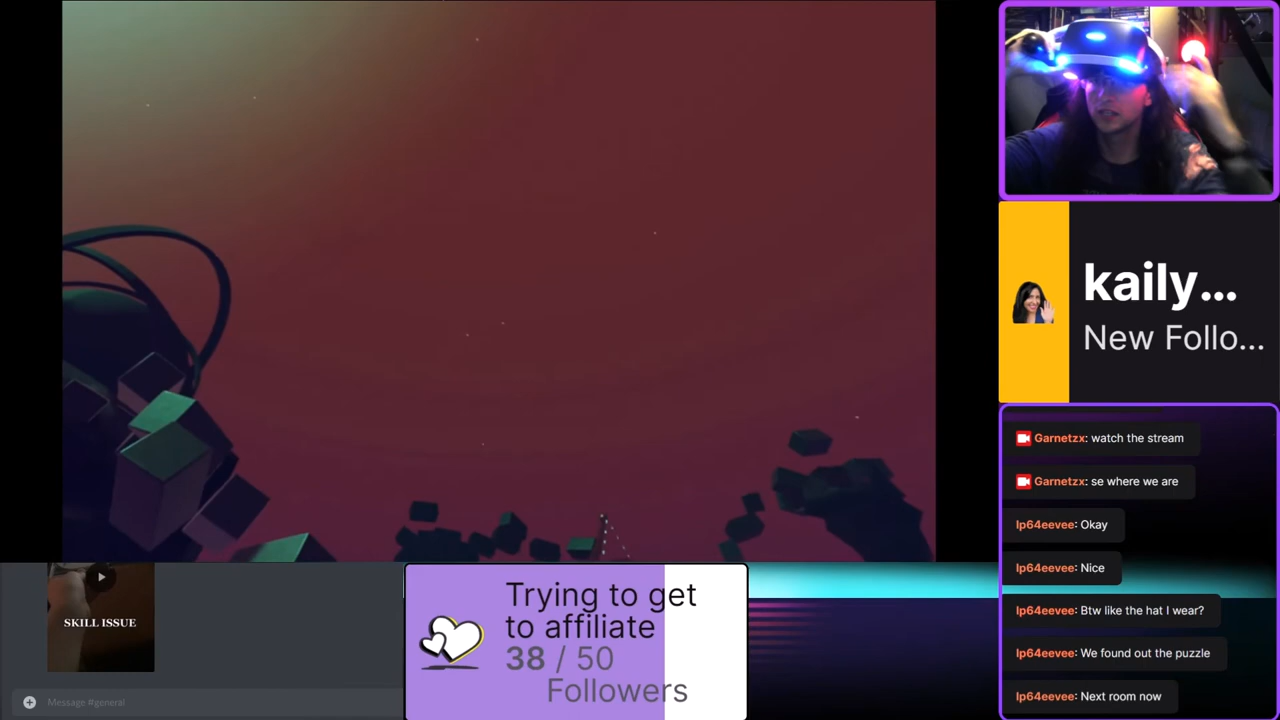 kaily...
New Follo...
Garnetzx: watch the stream
Garnetzx: se where we are
lp64eevee: Okay
lp64eevee: Nice
lp64eevee: Btw like the hat I wear?
lp64eevee: We found out the puzzle
lp64eevee: Next room now
SKILL ISSUE
Message #general
Trying to get
to affiliate
38 / 50
Followers